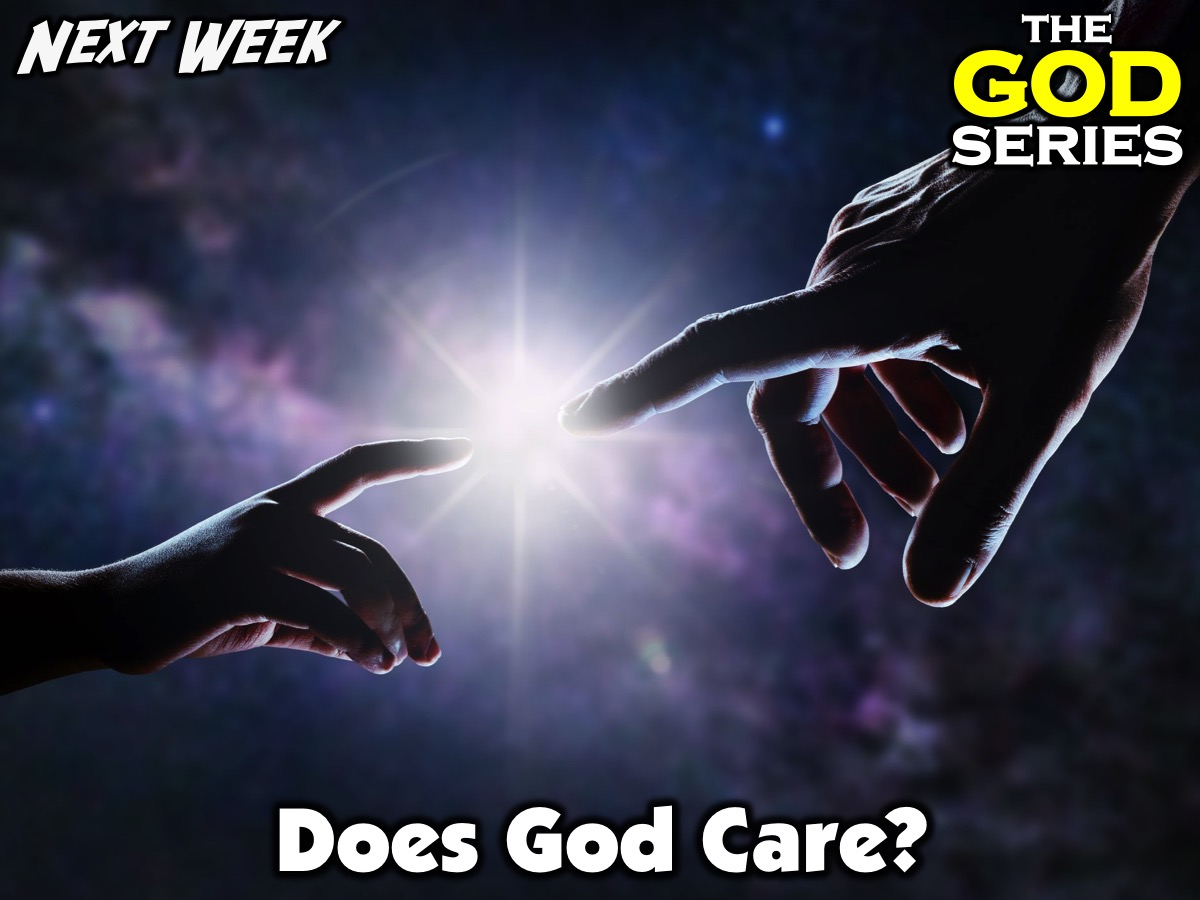 Next Week
THE
GOD
SERIES
Does God Care?